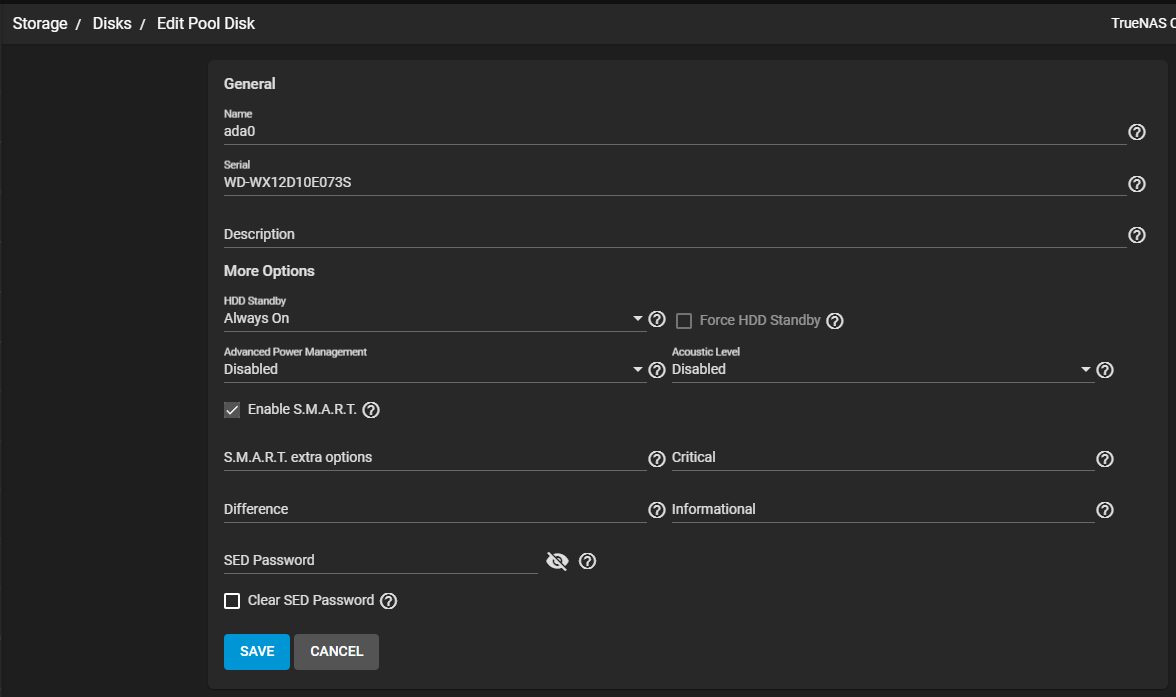 Storage / Disks / Edit Pool Disk TrueNAS C
General
Name
ada0
Serial
WD-WX12D10E073S
Description
More Options
HDD Standby
Always On Force HDD Standby
Advanced Power Management Acoustic Level
Disabled Disabled
Enable S.M.A.R.T.
S.M.A.R.T. extra options Critical
Difference Informational
SED Password
Clear SED Password
SAVE CANCEL